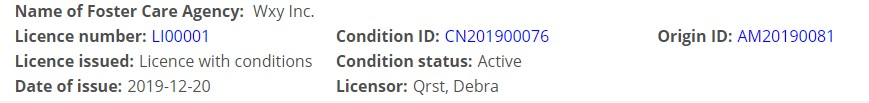 Name of Foster Care Agency: Wxy Inc.
Licence number: LI00001 Condition ID: CN201900076 Origin ID: AM20190081
Licence issued: Licence with conditions Condition status: Active
Date of issue: 2019-12-20 Licensor: Qrst, Debra